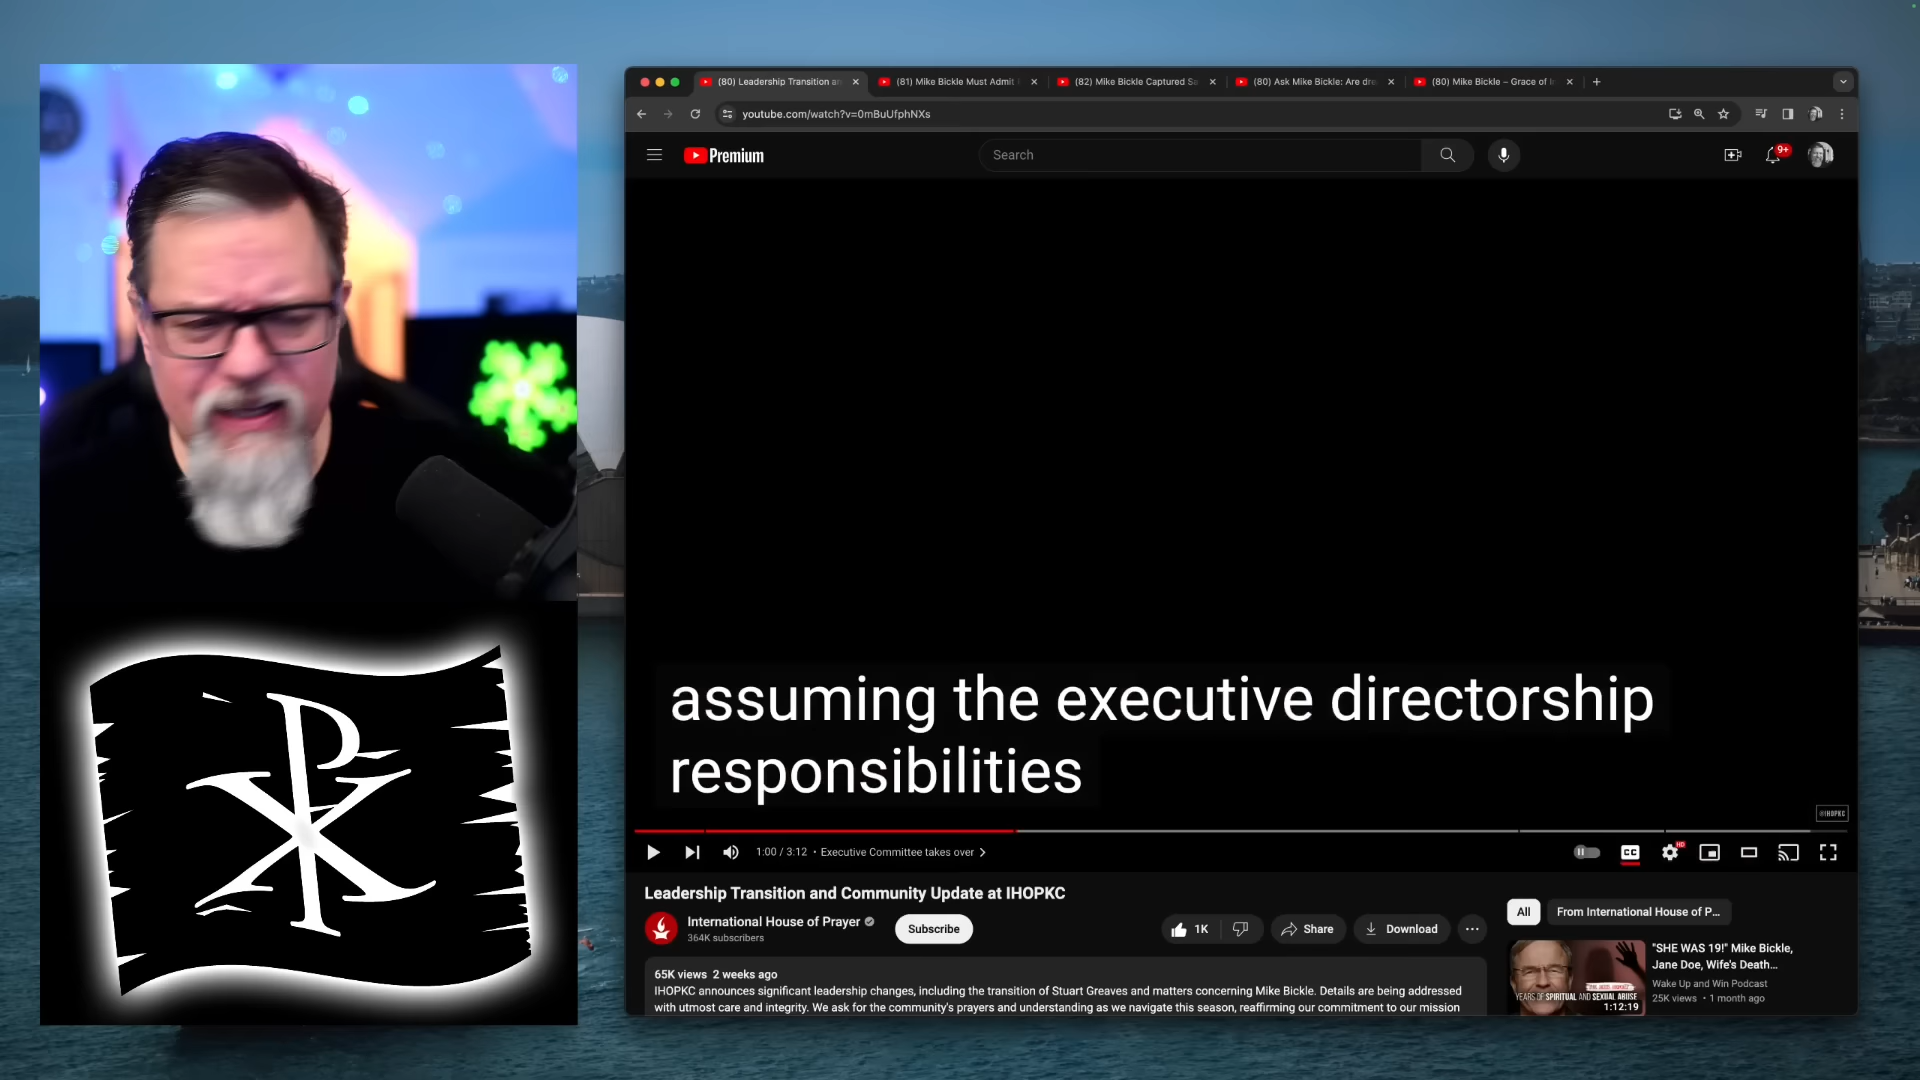 (80) Leadership Transition an
(81) Mike Bickle Must Admit
(82) Mike Bickle Captured Sa
(80) Ask Mike Bickle: Are dre
(80) Mike Bickle – Grace of i
youtube.com/watch?v=0mBuUfphNXs
Premium
Search
9+
assuming the executive directorship
responsibilities
@IHOPKC
1:00 / 3:12 • Executive Committee takes over
CC
HD
Leadership Transition and Community Update at IHOPKC
International House of Prayer
364K subscribers
Subscribe
1K
Share
Download
All
From International House of P...
65K views 2 weeks ago
IHOPKC announces significant leadership changes, including the transition of Stuart Greaves and matters concerning Mike Bickle. Details are being addressed
with utmost care and integrity. We ask for the community's prayers and understanding as we navigate this season, reaffirming our commitment to our mission
YEARS OF SPIRITUAL AND SEXUAL ABUSE
1:12:19
"SHE WAS 19!" Mike Bickle,
Jane Doe, Wife's Death...
Wake Up and Win Podcast
25K views • 1 month ago